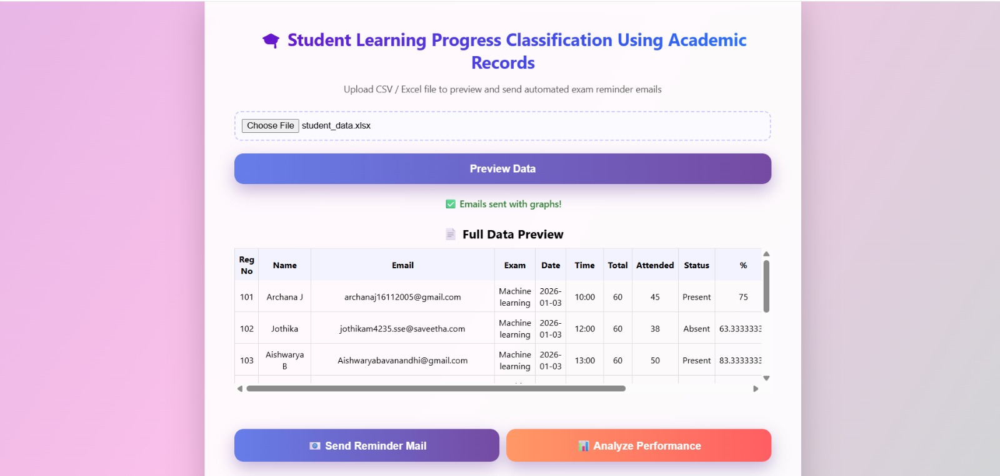 Student Learning Progress Classification Using Academic
Records
Upload CSV / Excel file to preview and send automated exam reminder emails
Choose File student_data.xlsx
Preview Data
Emails sent with graphs!
Full Data Preview
Reg No Name Email Exam Date Time Total Attended Status %
101 Archana J archanaj16112005@gmail.com Machine learning 2026-01-03 10:00 60 45 Present 75
102 Jothika jothikam4235.sse@saveetha.com Machine learning 2026-01-03 12:00 60 38 Absent 63.3333333
103 Aishwarya B Aishwaryabavanandhi@gmail.com Machine learning 2026-01-03 13:00 60 50 Present 83.3333333
Send Reminder Mail Analyze Performance